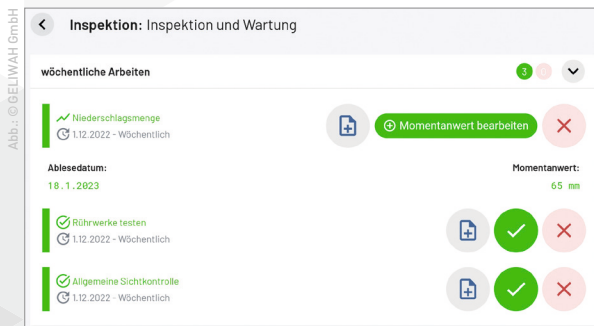 Inspektion: Inspektion und Wartung
wöchentliche Arbeiten
3
Niederschlagsmenge
1.12.2022 - Wöchentlich
Momentanwert bearbeiten
Ablesedatum:
Momentanwert:
18.1.2023
65 mm
Rührwerke testen
1.12.2022 - Wöchentlich
Allgemeine Sichtkontrolle
1.12.2022 - Wöchentlich
Abb.: © GELIWAH GmbH